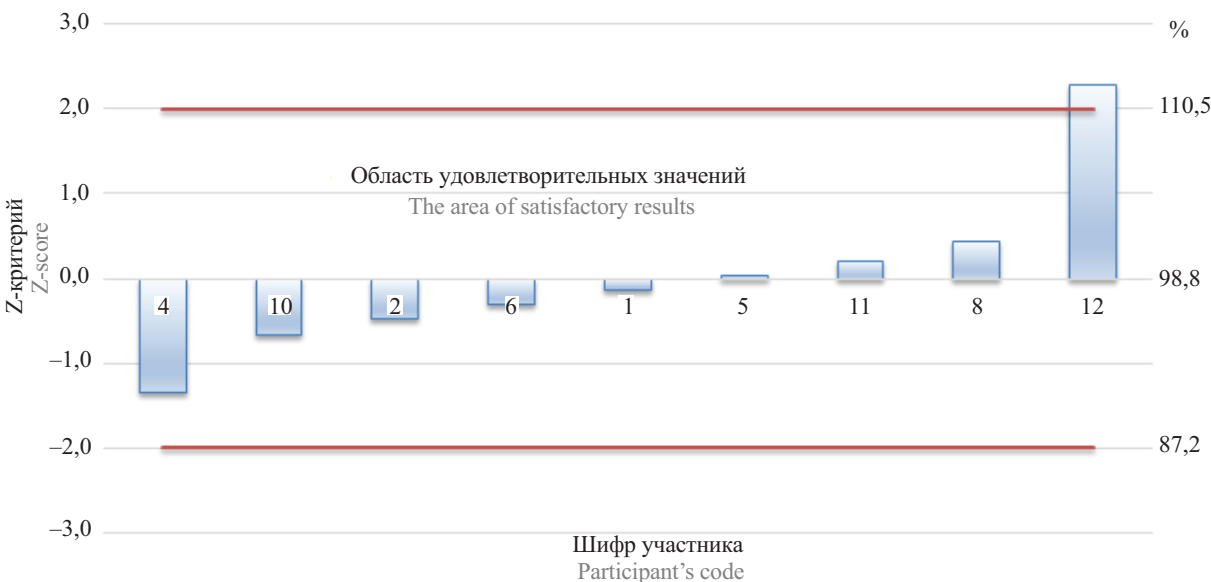 3,0
%
2,0
110,5
Область удовлетворительных значений
The area of satisfactory results
1,0
Z-критерий
Z-score
0,0
98,8
4 10 2 6 1 5 11 8 12
–1,0
–2,0
87,2
–3,0
Шифр участника
Participant’s code